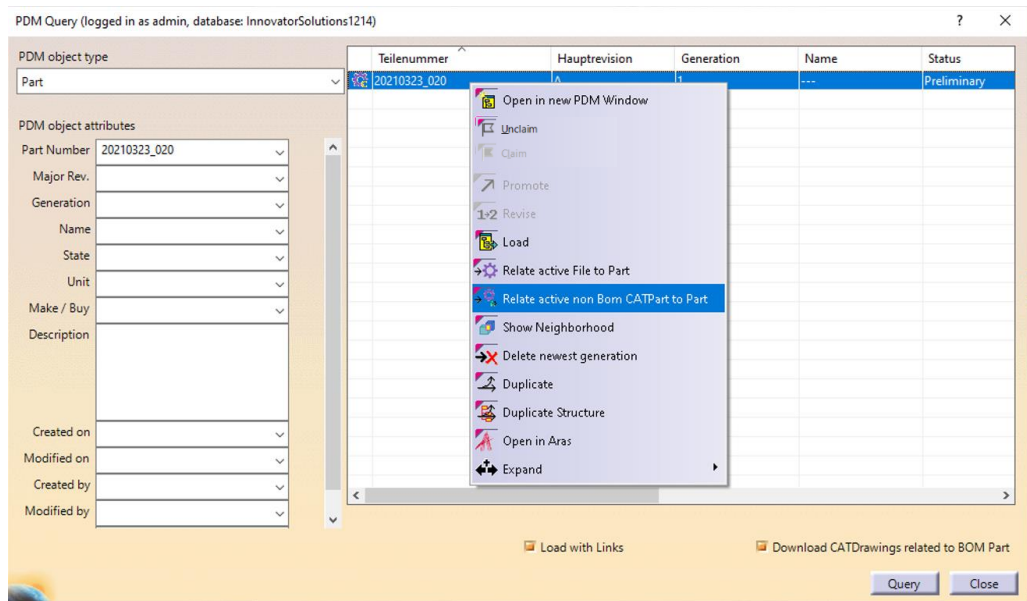 PDM Query (logged in as admin, database: InnovatorSolutions1214)
? X
PDM object type
Part
PDM object attributes
Part Number 20210323_020
Major Rev.
Generation
Name
State
Unit
Make / Buy
Description
Created on
Modified on
Created by
Modified by
Teilenummer Hauptrevision Generation Name Status
20210323_020 A 1 --- Preliminary
Open in new PDM Window
Unclaim
Claim
Promote
1→2 Revise
Load
Relate active File to Part
Relate active non Bom CATPart to Part
Show Neighborhood
Delete newest generation
Duplicate
Duplicate Structure
Open in Aras
Expand
Load with Links
Download CATDrawings related to BOM Part
Query Close